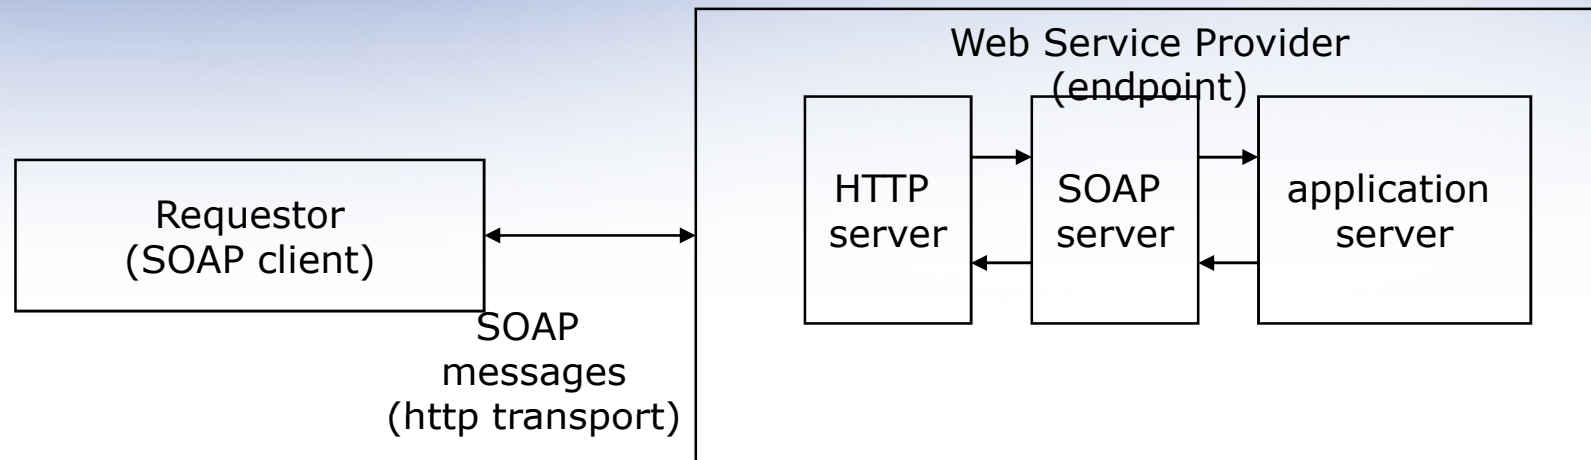 Web Service Provider
(endpoint)
Requestor
(SOAP client)
SOAP
messages
(http transport)
HTTP
server
SOAP
server
application
server